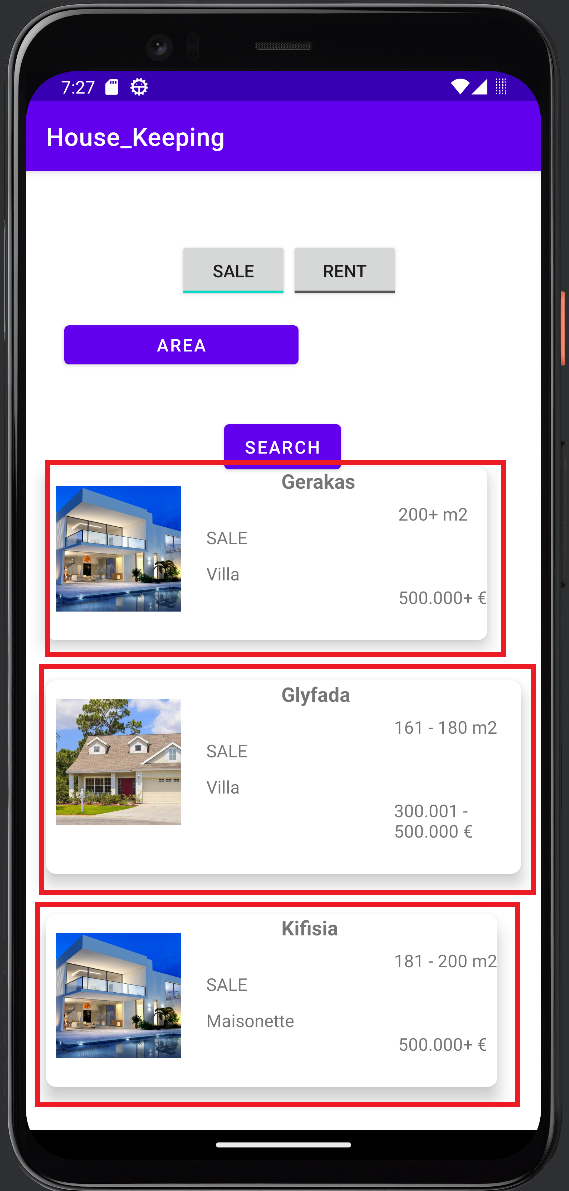 7:27
House_Keeping
SALE RENT
AREA
SEARCH
Gerakas
200+ m2
SALE
Villa
500.000+ €
Glyfada
161 - 180 m2
SALE
Villa
300.001 -
500.000 €
Kifisia
181 - 200 m2
SALE
Maisonette
500.000+ €